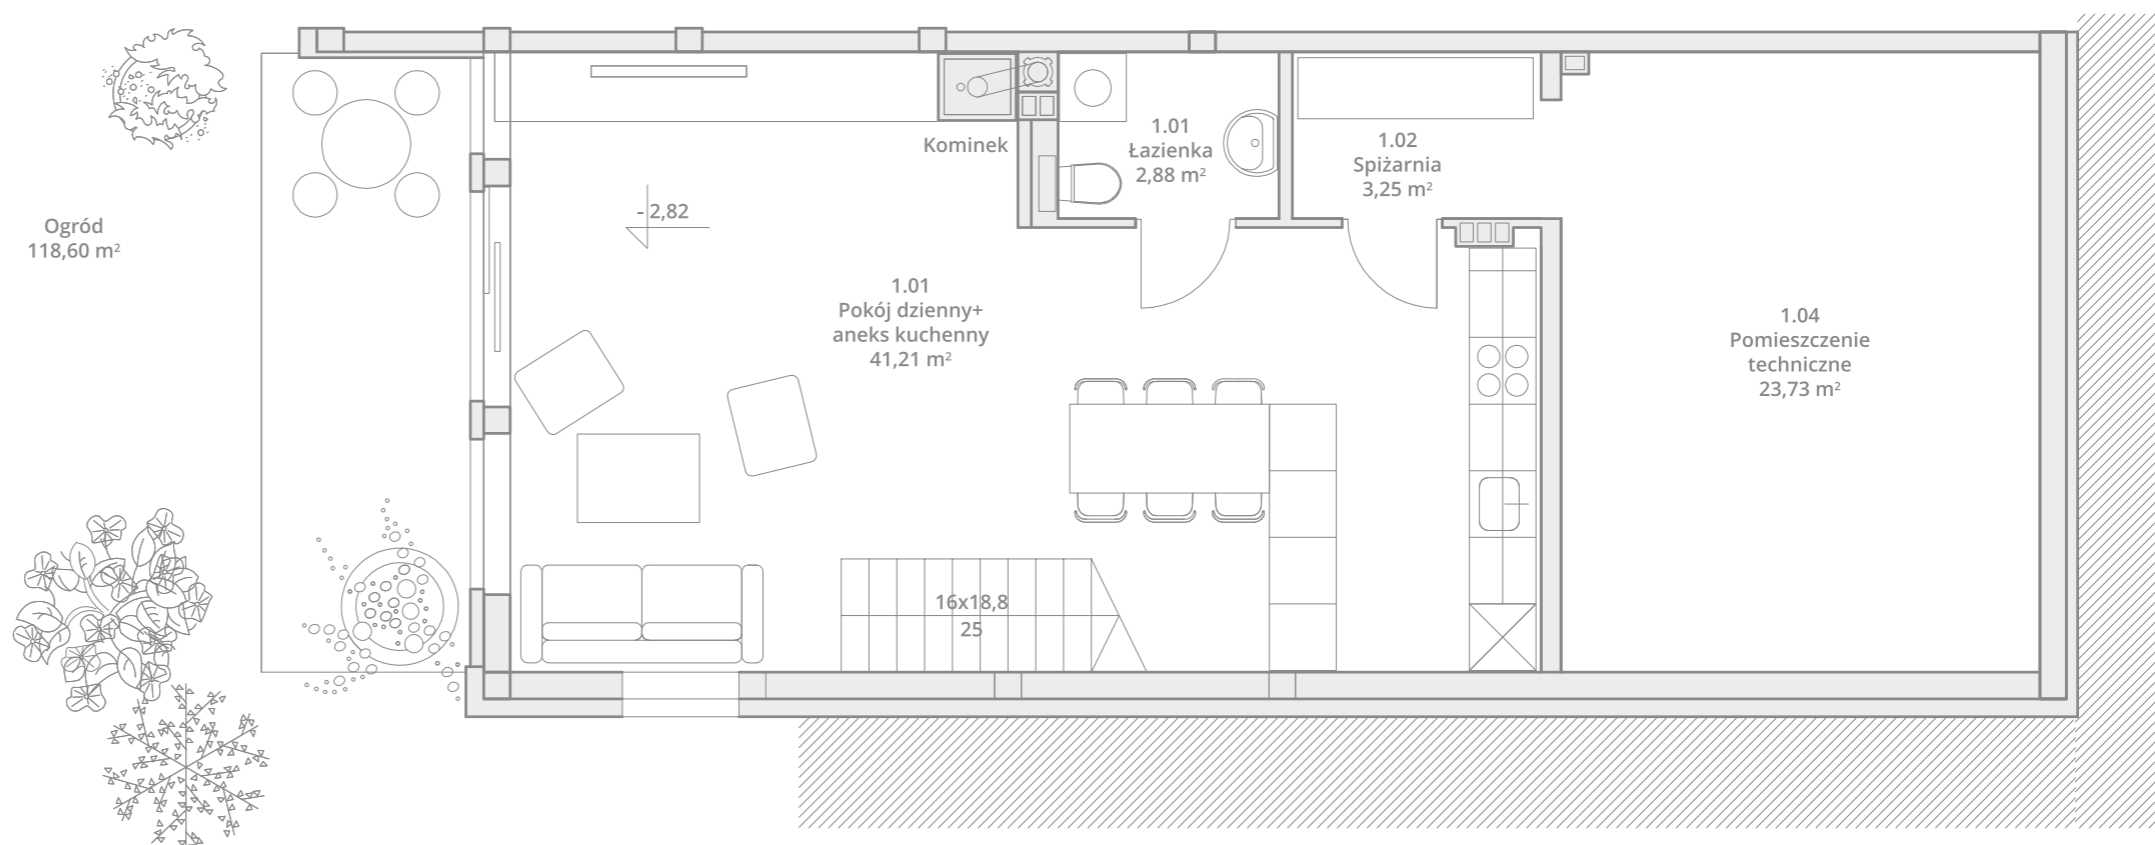 Kominek
1.01
Łazienka
2,88 m²
1.02
Spiżarnia
3,25 m²
Ogród
118,60 m²
- 2,82
1.01
Pokój dzienny+
aneks kuchenny
41,21 m²
1.04
Pomieszczenie
techniczne
23,73 m²
16x18,8
25